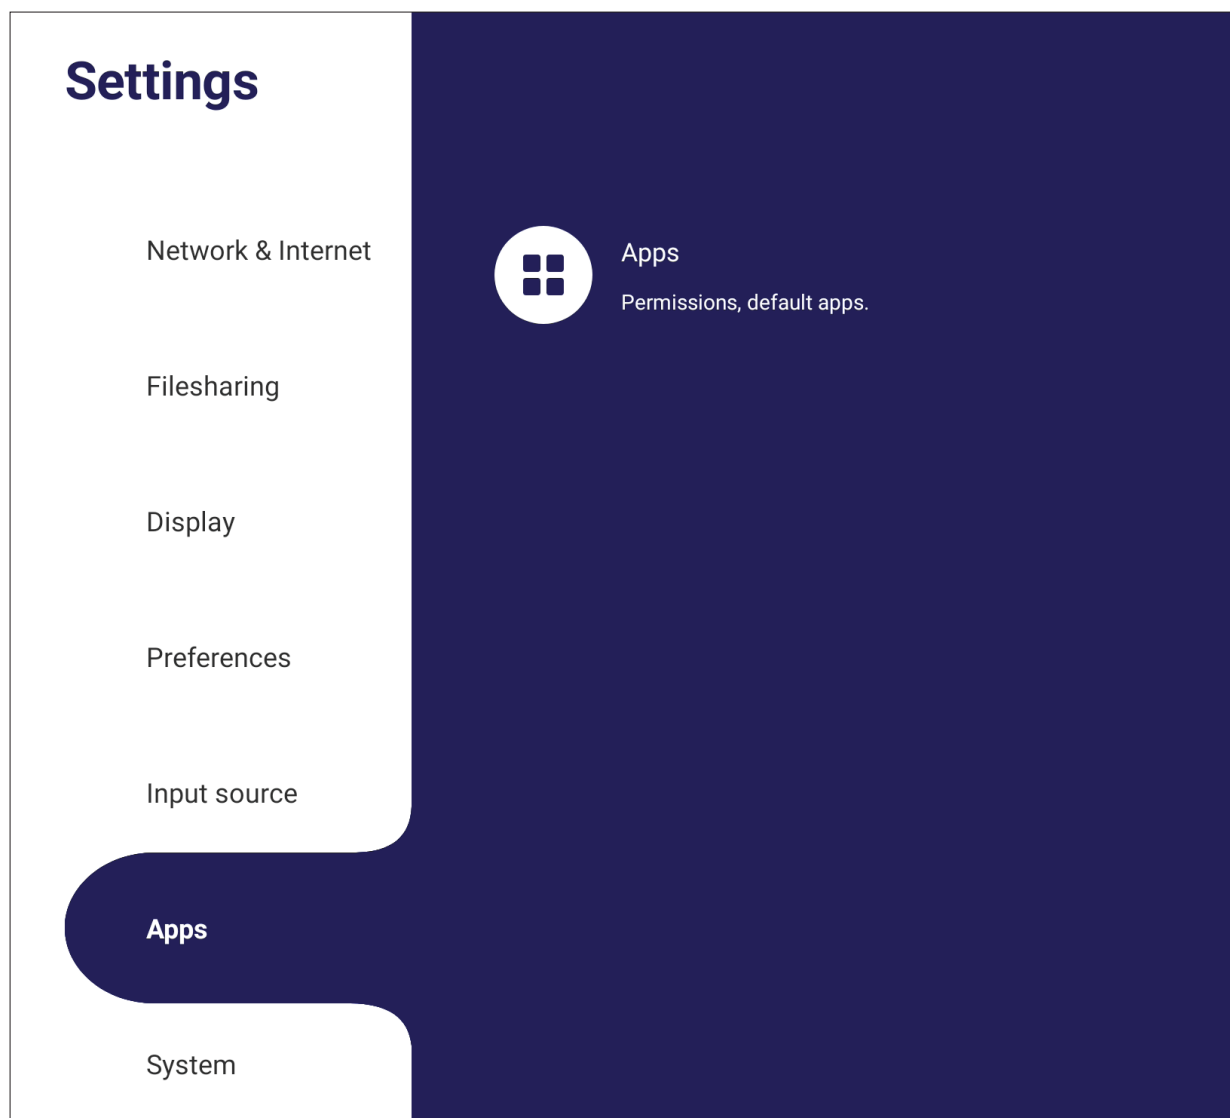 Settings
Network & Internet
Filesharing
Display
Preferences
Input source
Apps
System
Apps
Permissions, default apps.